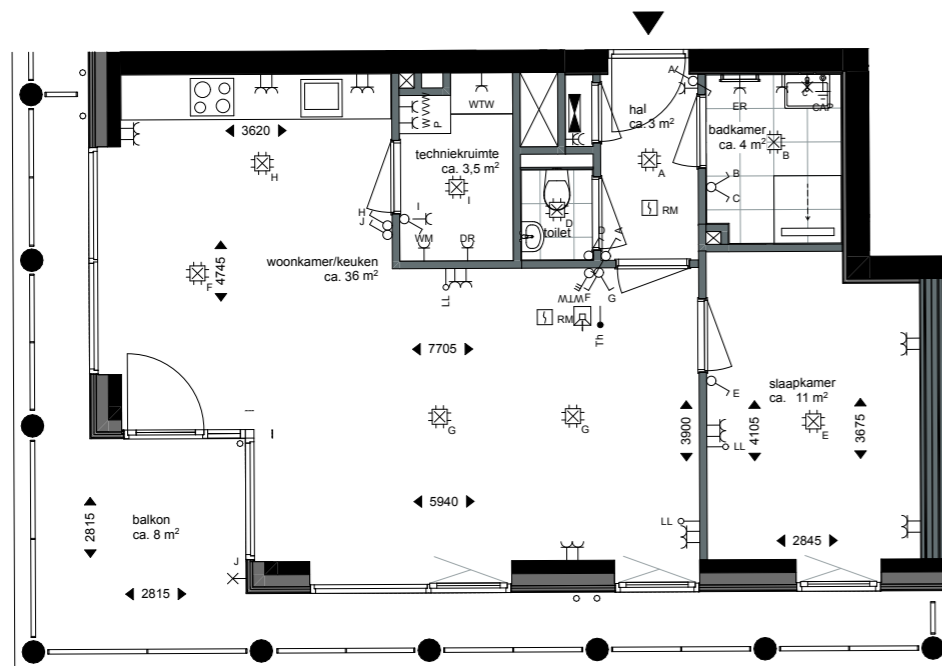 A
hal
ca. 3 m²
WTW
W
W
P
ER
C
CAP
badkamer
ca. 4 m²
B
3620
H
techniekruimte
ca. 3,5 m²
I
A
B
C
RM
D
toilet
A
H
J
I
WM
DR
woonkamer/keuken
ca. 36 m²
4745
F
LL
WTW
F
G
RM
Th
7705
E
slaapkamer
ca. 11 m²
E
G
G
3900
4105
3675
LL
5940
LL
2815
balkon
ca. 8 m²
J
2815
2845